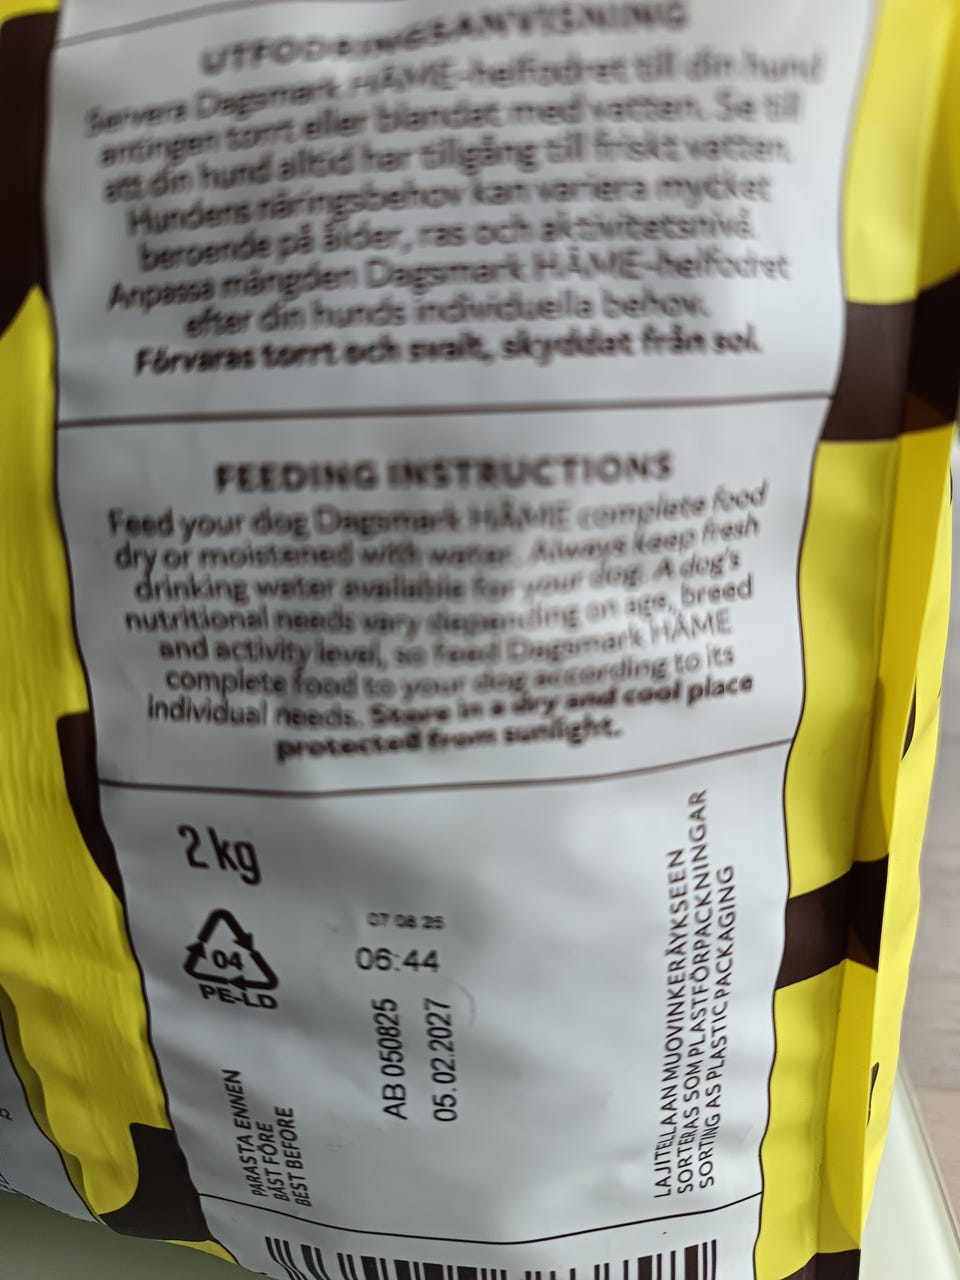 UTFODRINGSANVISNING
Servera Dagsmark HÄME-helfodret till din hund
antingen torrt eller blandat med vatten. Se till
att din hund alltid har tillgång till friskt vatten.
Hundens näringsbehov kan variera mycket
beroende på ålder, ras och aktivitetsnivå.
Anpassa mängden Dagsmark HÄME-helfodret
efter din hunds individuella behov.
Förvaras torrt och svalt, skyddat från sol.
FEEDING INSTRUCTIONS
Feed your dog Dagsmark HÄME complete food
dry or moistened with water. Always keep fresh
drinking water available for your dog. A dog's
nutritional needs vary depending on age, breed
and activity level, so feed Dagsmark HÄME
complete food to your dog according to its
individual needs. Store in a dry and cool place
protected from sunlight.
2 kg
04
PE-LD
07 08 25
06:44
AB 050825
05.02.2027
PARASTA ENNEN
BÄST FÖRE
BEST BEFORE
LAJITELLAAN MUOVINKERÄYKSEEN
SORTERAS SOM PLASTFÖRPACKNINGAR
SORTING AS PLASTIC PACKAGING